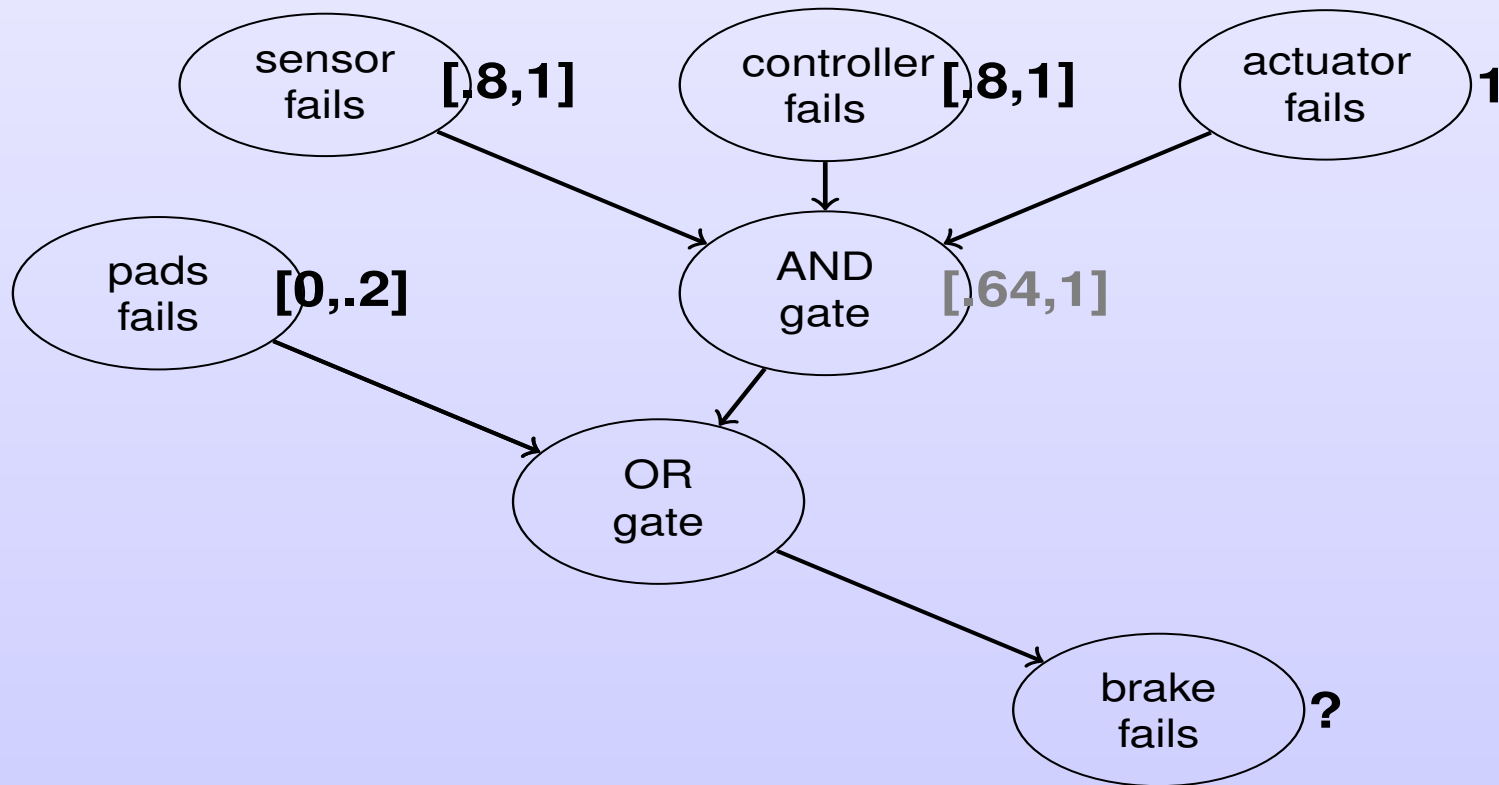 sensor
fails
[.8,1]
controller
fails
[.8,1]
actuator
fails
1
pads
fails
[0,.2]
AND
gate
[.64,1]
OR
gate
brake
fails
?